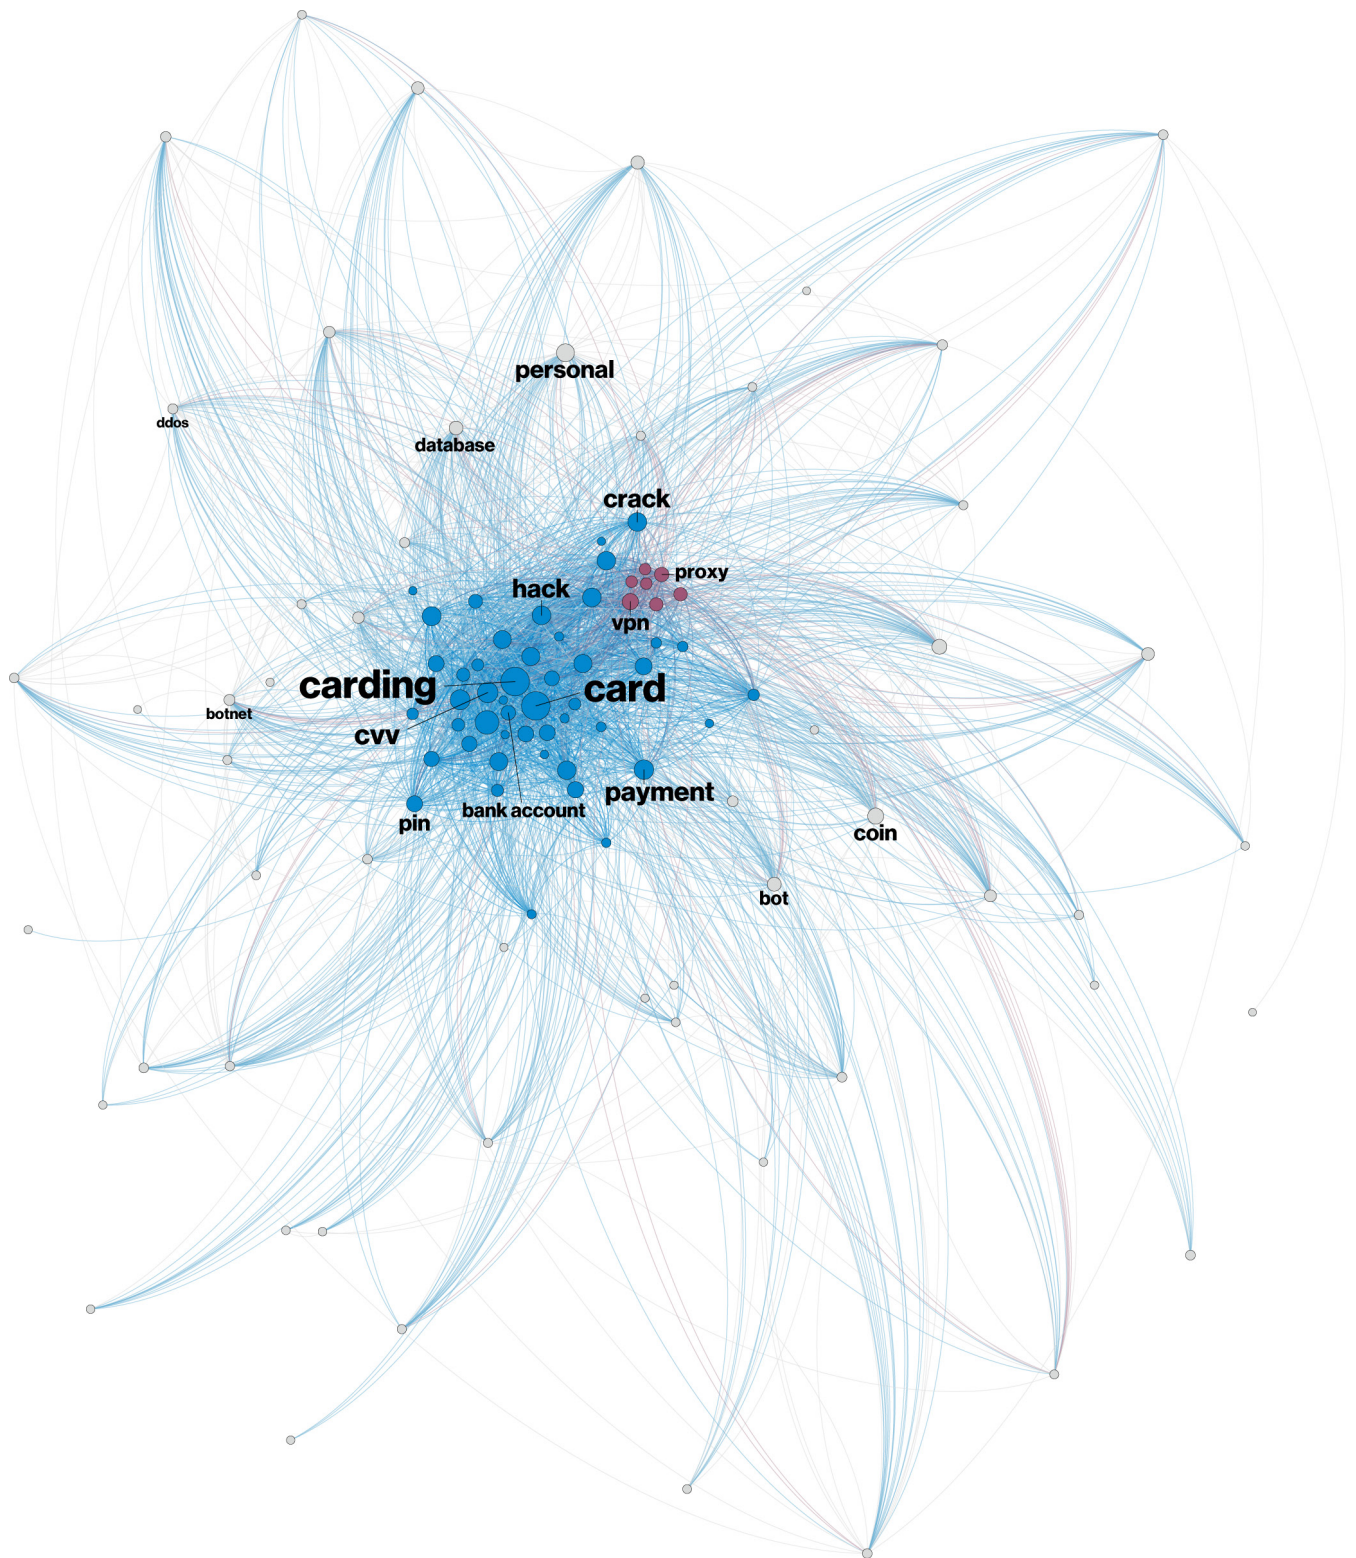 personal
ddos
database
crack
proxy
hack
vpn
carding
card
botnet
cvv
payment
bank account
pin
coin
bot